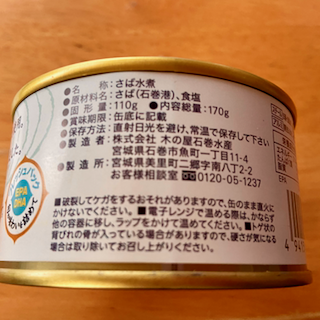 ●名　称：さば水煮
●原材料名：さば（石巻港）、食塩
●固形量：110g　●内容総量：170g
●賞味期限：缶底に記載
●保存方法：直射日光を避け、常温で保存して下さい
●製造者：株式会社 木の屋石巻水産
宮城県石巻市魚町一丁目11-4
●製造所：宮城県美里町二郷字南八丁2-2
お客様相談室 ☎0120-05-1237
■破裂してケガをするおそれがありますので、缶のまま直火に
かけないでください。■電子レンジで温める際は、かならず
他の容器に移し、ラップをかけて温めてください。■トゲ状の
背びれの骨が入っている場合がありますので、硬さが気になる
場合は取り除いてお召し上がりください。
EPA
DHA